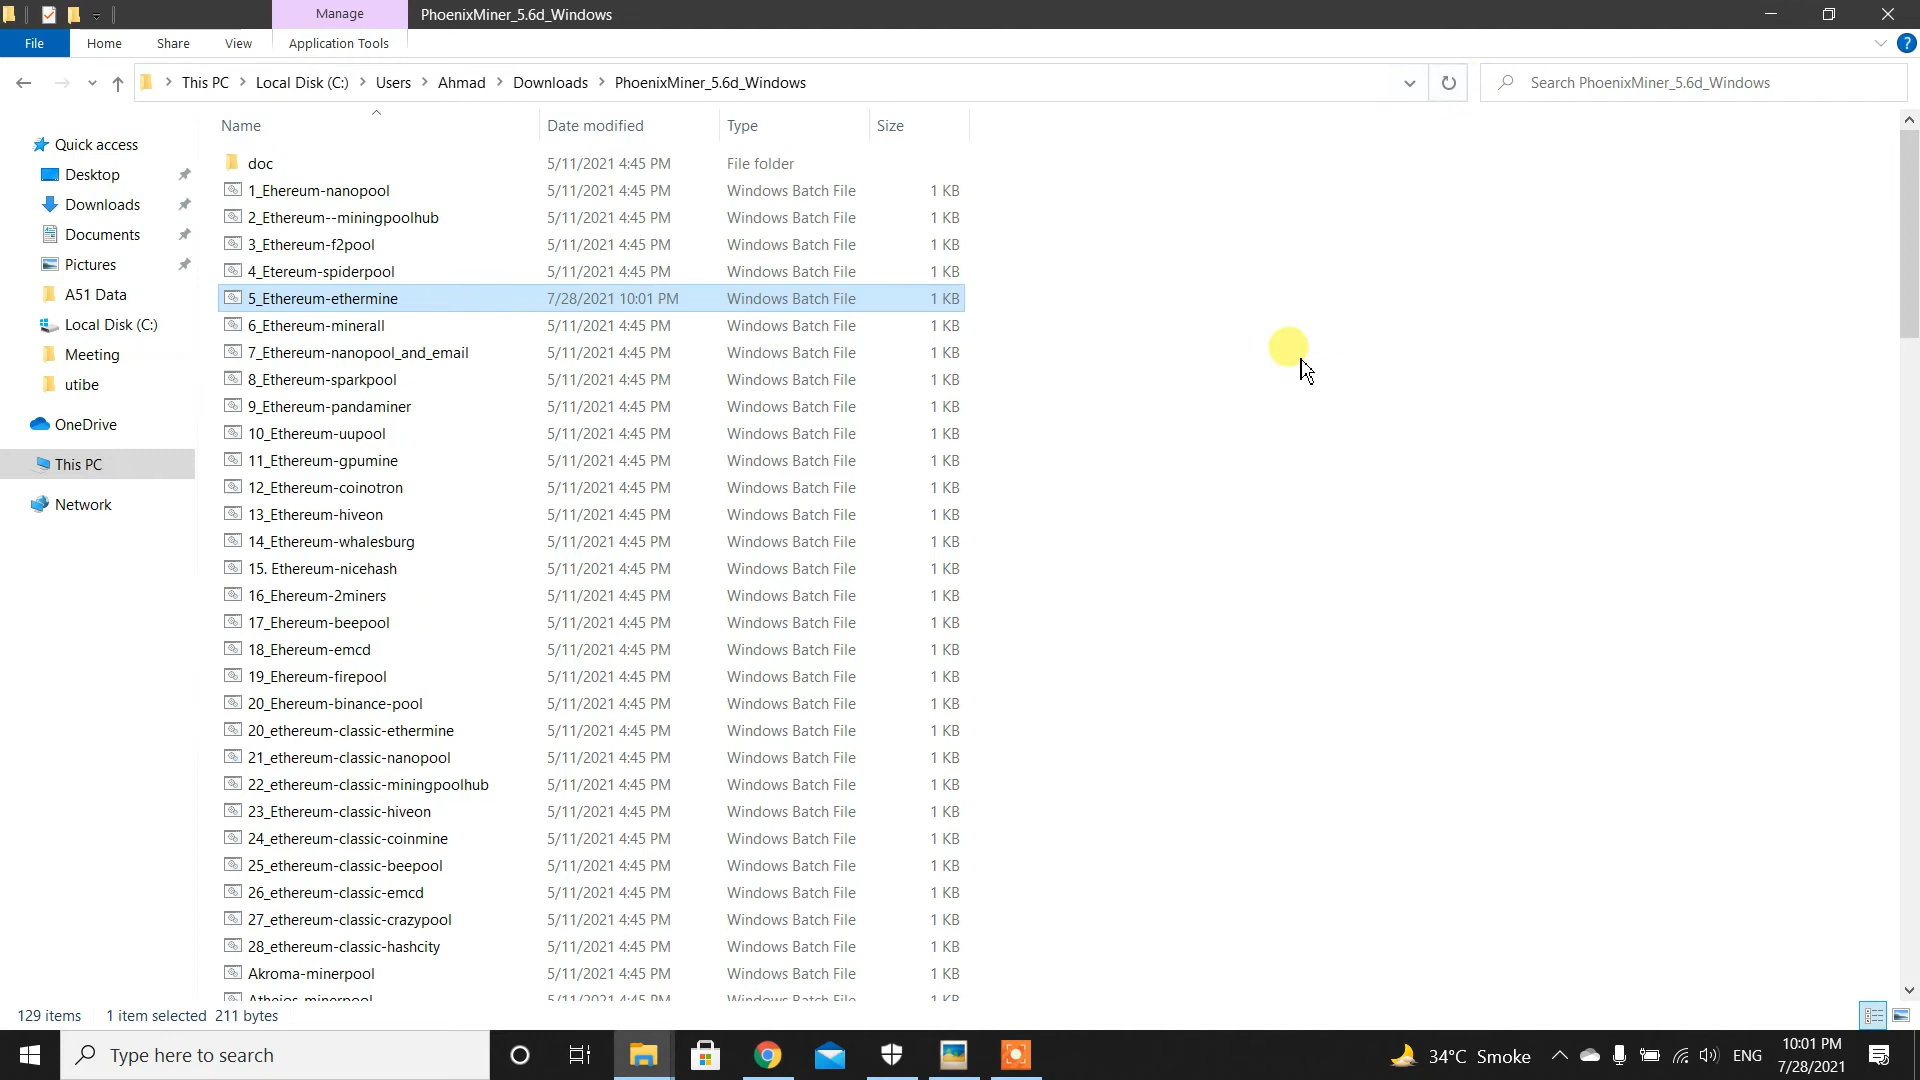 Manage
PhoenixMiner_5.6d_Windows
File
Home
Share
View
Application Tools
This PC
Local Disk (C:)
Users
Ahmad
Downloads
PhoenixMiner_5.6d_Windows
Search PhoenixMiner_5.6d_Windows
Quick access
Desktop
Downloads
Documents
Pictures
A51 Data
Local Disk (C:)
Meeting
utibe
OneDrive
This PC
Network
Name Date modified Type Size
doc 5/11/2021 4:45 PM File folder
1_Ehereum-nanopool 5/11/2021 4:45 PM Windows Batch File 1 KB
2_Ethereum--miningpoolhub 5/11/2021 4:45 PM Windows Batch File 1 KB
3_Ethereum-f2pool 5/11/2021 4:45 PM Windows Batch File 1 KB
4_Etereum-spiderpool 5/11/2021 4:45 PM Windows Batch File 1 KB
5_Ethereum-ethermine 7/28/2021 10:01 PM Windows Batch File 1 KB
6_Ethereum-minerall 5/11/2021 4:45 PM Windows Batch File 1 KB
7_Ethereum-nanopool_and_email 5/11/2021 4:45 PM Windows Batch File 1 KB
8_Ethereum-sparkpool 5/11/2021 4:45 PM Windows Batch File 1 KB
9_Ethereum-pandaminer 5/11/2021 4:45 PM Windows Batch File 1 KB
10_Ethereum-uupool 5/11/2021 4:45 PM Windows Batch File 1 KB
11_Ethereum-gpumine 5/11/2021 4:45 PM Windows Batch File 1 KB
12_Ethereum-coinotron 5/11/2021 4:45 PM Windows Batch File 1 KB
13_Ethereum-hiveon 5/11/2021 4:45 PM Windows Batch File 1 KB
14_Ethereum-whalesburg 5/11/2021 4:45 PM Windows Batch File 1 KB
15. Ethereum-nicehash 5/11/2021 4:45 PM Windows Batch File 1 KB
16_Ehereum-2miners 5/11/2021 4:45 PM Windows Batch File 1 KB
17_Ehereum-beepool 5/11/2021 4:45 PM Windows Batch File 1 KB
18_Ehereum-emcd 5/11/2021 4:45 PM Windows Batch File 1 KB
19_Ehereum-firepool 5/11/2021 4:45 PM Windows Batch File 1 KB
20_Ehereum-binance-pool 5/11/2021 4:45 PM Windows Batch File 1 KB
20_ethereum-classic-ethermine 5/11/2021 4:45 PM Windows Batch File 1 KB
21_ethereum-classic-nanopool 5/11/2021 4:45 PM Windows Batch File 1 KB
22_ethereum-classic-miningpoolhub 5/11/2021 4:45 PM Windows Batch File 1 KB
23_Ethereum-classic-hiveon 5/11/2021 4:45 PM Windows Batch File 1 KB
24_ethereum-classic-coinmine 5/11/2021 4:45 PM Windows Batch File 1 KB
25_ethereum-classic-beepool 5/11/2021 4:45 PM Windows Batch File 1 KB
26_ethereum-classic-emcd 5/11/2021 4:45 PM Windows Batch File 1 KB
27_ethereum-classic-crazypool 5/11/2021 4:45 PM Windows Batch File 1 KB
28_ethereum-classic-hashcity 5/11/2021 4:45 PM Windows Batch File 1 KB
Akroma-minerpool 5/11/2021 4:45 PM Windows Batch File 1 KB
Atheios-minerpool 5/11/2021 4:45 PM Windows Batch File 1 KB
129 items 1 item selected 211 bytes
Type here to search
34°C Smoke
ENG
10:01 PM
7/28/2021